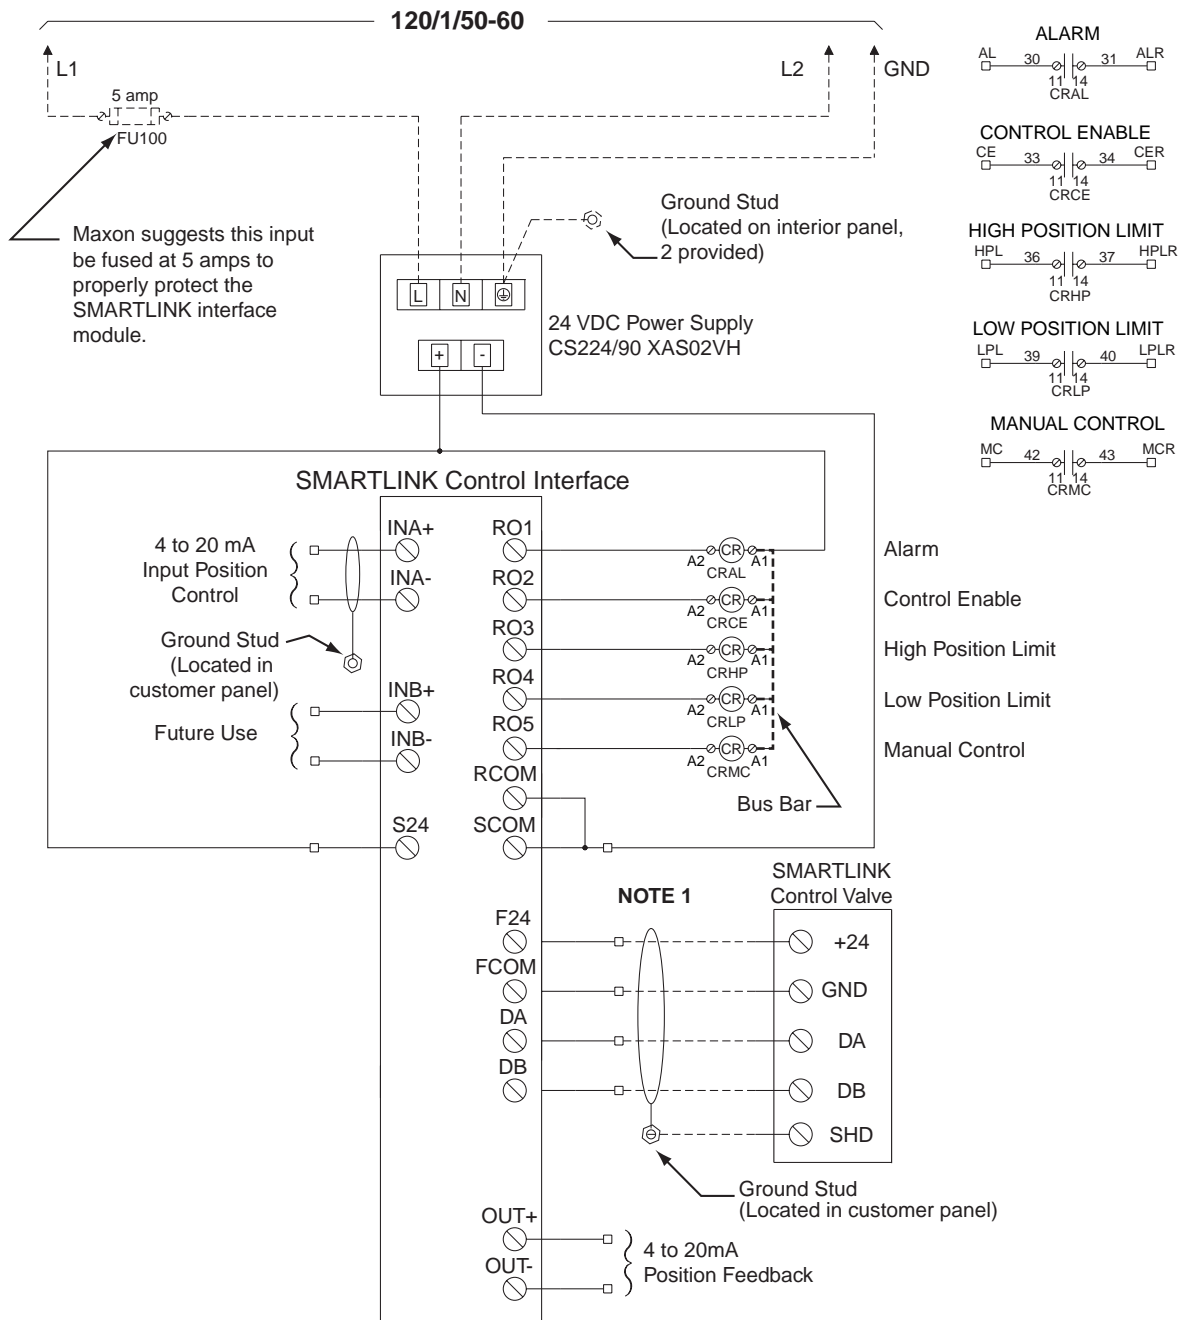 120/1/50-60
L1
L2
GND
5 amp
FU100
Maxon suggests this input
be fused at 5 amps to
properly protect the
SMARTLINK interface
module.
Ground Stud
(Located on interior panel,
2 provided)
L
N
24 VDC Power Supply
CS224/90 XAS02VH
+
-
ALARM
AL 30 31 ALR
11 14
CRAL
CONTROL ENABLE
CE 33 34 CER
11 14
CRCE
HIGH POSITION LIMIT
HPL 36 37 HPLR
11 14
CRHP
LOW POSITION LIMIT
LPL 39 40 LPLR
11 14
CRLP
MANUAL CONTROL
MC 42 43 MCR
11 14
CRMC
SMARTLINK Control Interface
4 to 20 mA
Input Position
Control
Ground Stud
(Located in
customer panel)
Future Use
INA+
INA-
INB+
INB-
S24
RO1
RO2
RO3
RO4
RO5
RCOM
SCOM
A2 CR A1
CRAL
Alarm
A2 CR A1
CRCE
Control Enable
A2 CR A1
CRHP
High Position Limit
A2 CR A1
CRLP
Low Position Limit
A2 CR A1
CRMC
Manual Control
Bus Bar
NOTE 1
SMARTLINK
Control Valve
F24
FCOM
DA
DB
+24
GND
DA
DB
SHD
Ground Stud
(Located in customer panel)
OUT+
OUT-
4 to 20mA
Position Feedback